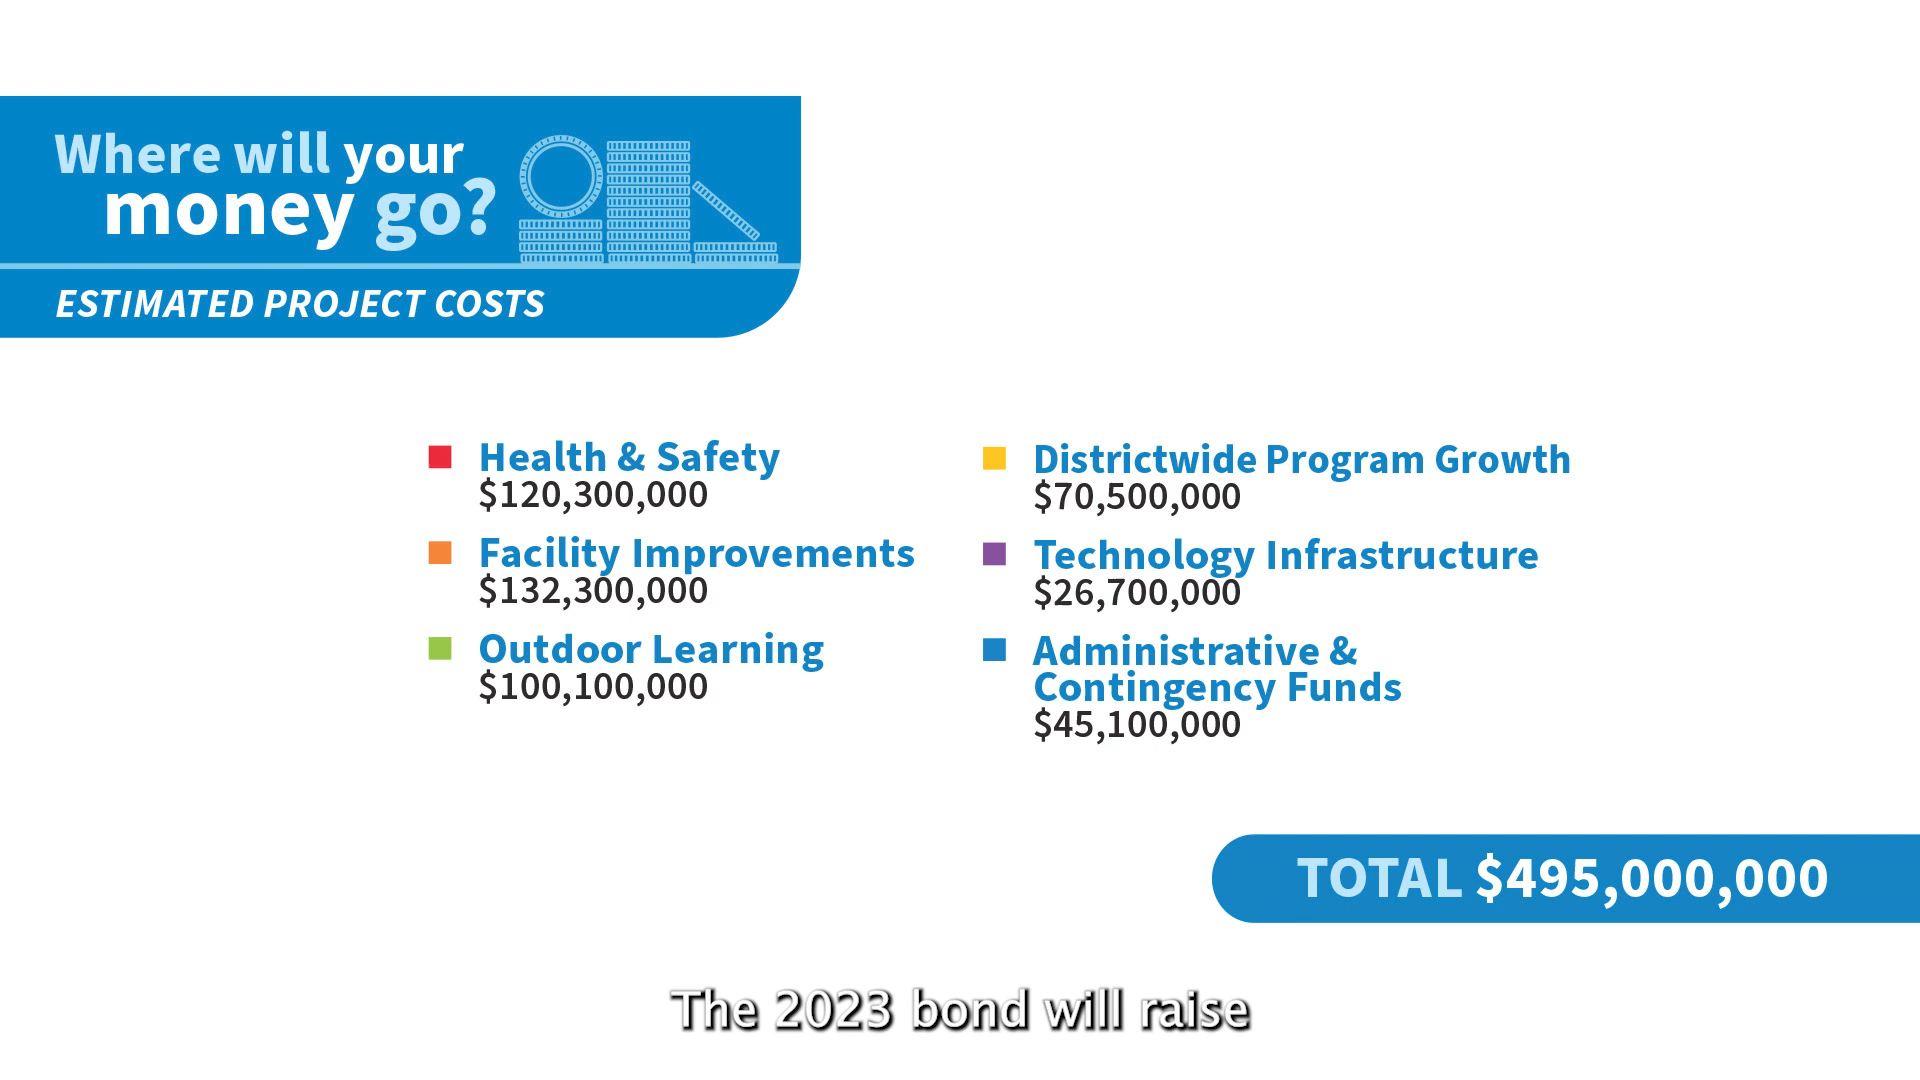 Where will your
money go?
ESTIMATED PROJECT COSTS
Health & Safety
$120,300,000
Facility Improvements
$132,300,000
Outdoor Learning
$100,100,000
Districtwide Program Growth
$70,500,000
Technology Infrastructure
$26,700,000
Administrative &
Contingency Funds
$45,100,000
TOTAL $495,000,000
The 2023 bond will raise